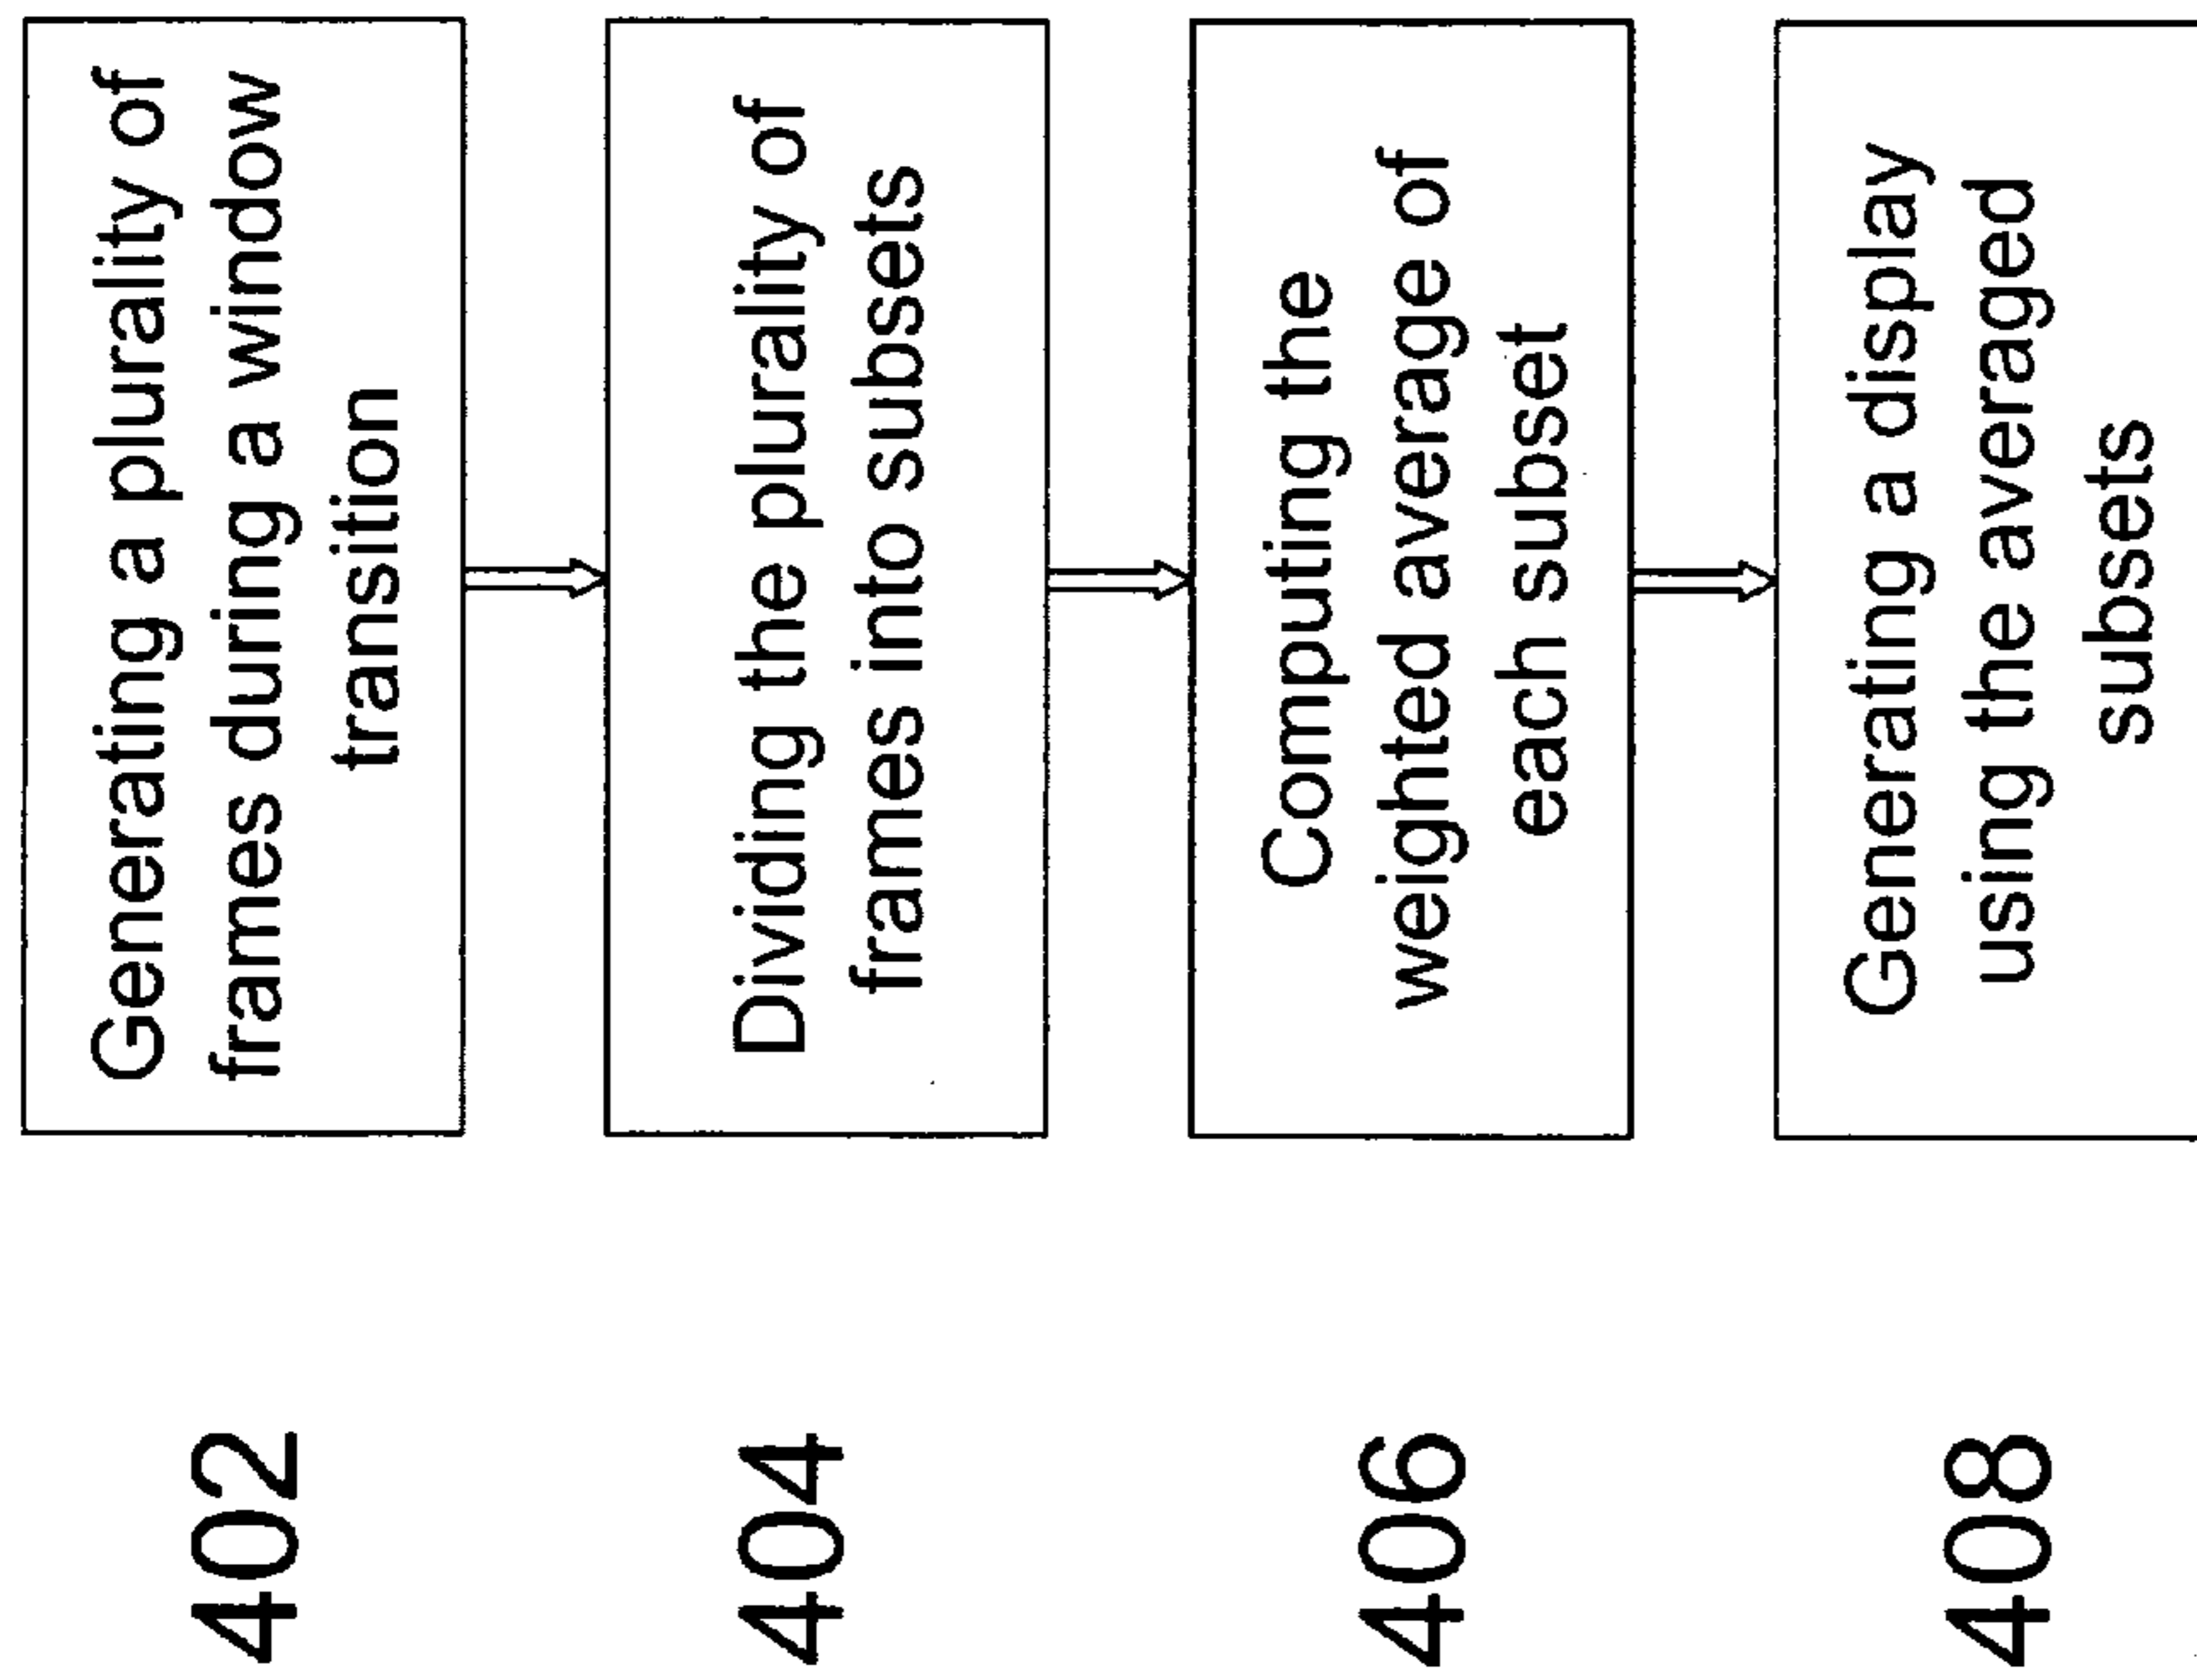 402
Generating a plurality of
frames during a window
transition
404
Dividing the plurality of
frames into subsets
406
Computing the
weighted average of
each subset
408
Generating a display
using the averaged
subsets